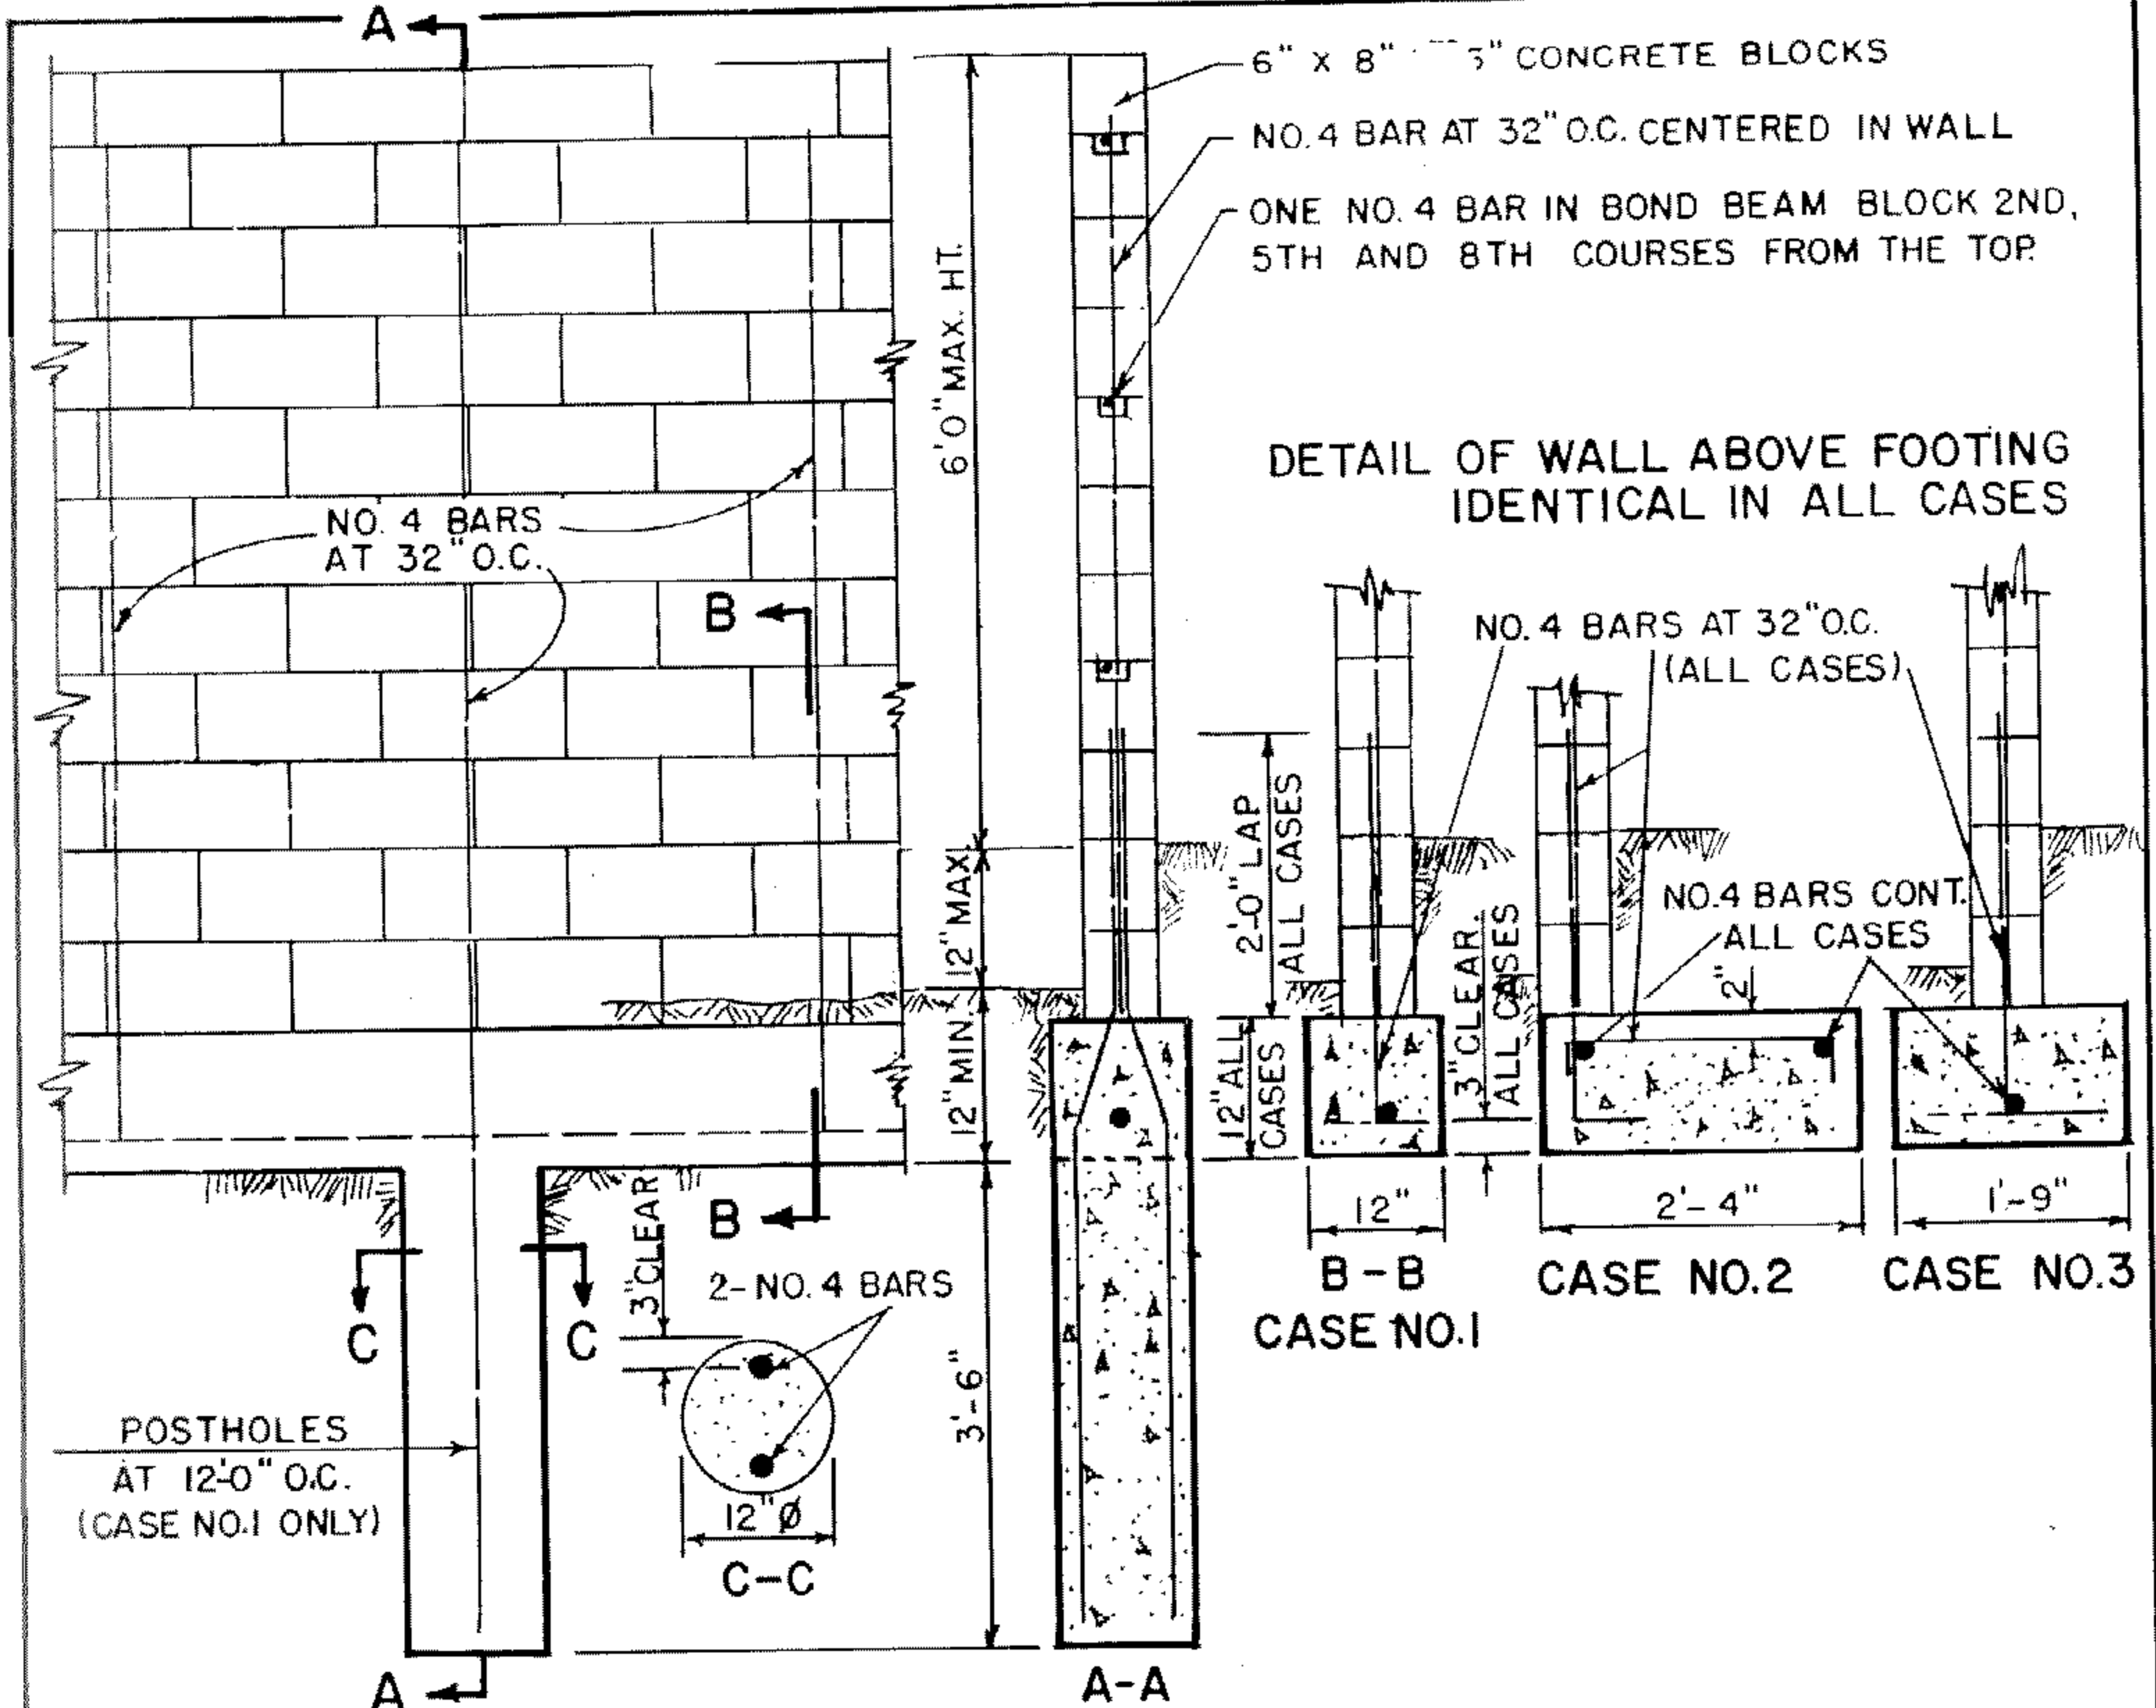 A
6" X 8" CONCRETE BLOCKS
NO. 4 BAR AT 32" O.C. CENTERED IN WALL
ONE NO. 4 BAR IN BOND BEAM BLOCK 2ND,
5TH AND 8TH COURSES FROM THE TOP.
6'0" MAX. HT.
DETAIL OF WALL ABOVE FOOTING
IDENTICAL IN ALL CASES
NO. 4 BARS
AT 32" O.C.
B
NO. 4 BARS AT 32" O.C.
(ALL CASES)
2'-0" LAP
ALL CASES
12" MAX.
NO. 4 BARS CONT.
ALL CASES
2"
3" CLEAR.
ALL CASES
12" MIN.
12" ALL
CASES
B
12"
2'-4"
1'-9"
B-B
CASE NO. 1
CASE NO. 2
CASE NO. 3
C
C
3" CLEAR
2-NO. 4 BARS
3'-6"
POSTHOLES
AT 12'-0" O.C.
(CASE NO. 1 ONLY)
12" Ø
C-C
A
A-A